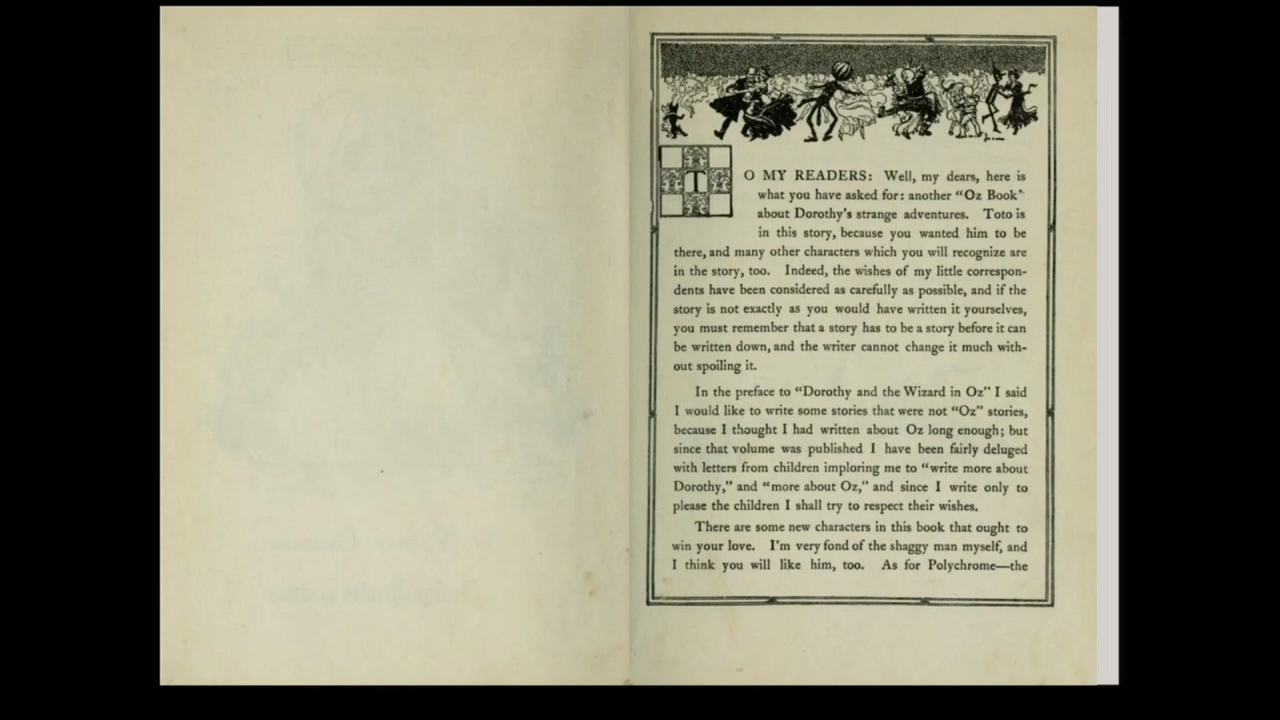 TO MY READERS: Well, my dears, here is
what you have asked for: another "Oz Book"
about Dorothy's strange adventures. Toto is
in this story, because you wanted him to be
there, and many other characters which you will recognize are
in the story, too. Indeed, the wishes of my little correspon-
dents have been considered as carefully as possible, and if the
story is not exactly as you would have written it yourselves,
you must remember that a story has to be a story before it can
be written down, and the writer cannot change it much with-
out spoiling it.
In the preface to "Dorothy and the Wizard in Oz" I said
I would like to write some stories that were not "Oz" stories,
because I thought I had written about Oz long enough; but
since that volume was published I have been fairly deluged
with letters from children imploring me to "write more about
Dorothy," and "more about Oz," and since I write only to
please the children I shall try to respect their wishes.
There are some new characters in this book that ought to
win your love. I'm very fond of the shaggy man myself, and
I think you will like him, too. As for Polychrome—the